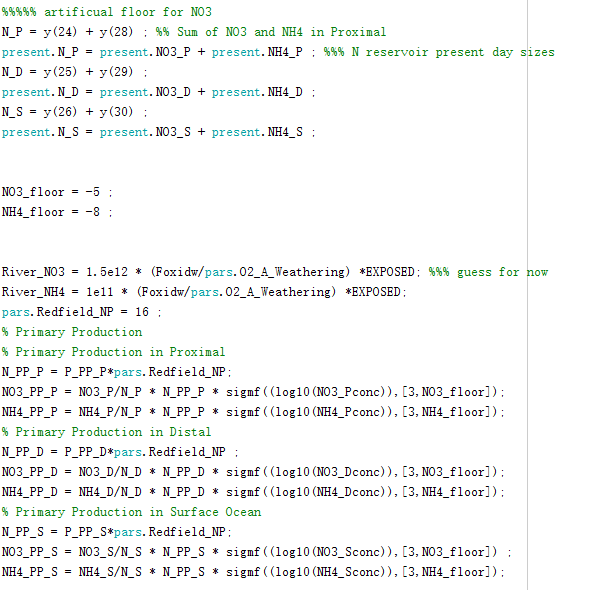 %%%%% artificual floor for NO3
N_P = y(24) + y(28) ; %% Sum of NO3 and NH4 in Proximal
present.N_P = present.NO3_P + present.NH4_P ; %%% N reservoir present day sizes
N_D = y(25) + y(29) ;
present.N_D = present.NO3_D + present.NH4_D ;
N_S = y(26) + y(30) ;
present.N_S = present.NO3_S + present.NH4_S ;
NO3_floor = -5 ;
NH4_floor = -8 ;
River_NO3 = 1.5e12 * (Foxidw/pars.O2_A_Weathering) *EXPOSED; %%% guess for now
River_NH4 = 1e11 * (Foxidw/pars.O2_A_Weathering) *EXPOSED;
pars.Redfield_NP = 16 ;
% Primary Production
% Primary Production in Proximal
N_PP_P = P_PP_P*pars.Redfield_NP;
NO3_PP_P = NO3_P/N_P * N_PP_P * sigmf((log10(NO3_Pconc)),[3,NO3_floor]);
NH4_PP_P = NH4_P/N_P * N_PP_P * sigmf((log10(NH4_Pconc)),[3,NH4_floor]);
% Primary Production in Distal
N_PP_D = P_PP_D*pars.Redfield_NP ;
NO3_PP_D = NO3_D/N_D * N_PP_D * sigmf((log10(NO3_Dconc)),[3,NO3_floor]);
NH4_PP_D = NH4_D/N_D * N_PP_D * sigmf((log10(NH4_Dconc)),[3,NH4_floor]);
% Primary Production in Surface Ocean
N_PP_S = P_PP_S*pars.Redfield_NP;
NO3_PP_S = NO3_S/N_S * N_PP_S * sigmf((log10(NO3_Sconc)),[3,NO3_floor]) ;
NH4_PP_S = NH4_S/N_S * N_PP_S * sigmf((log10(NH4_Sconc)),[3,NH4_floor]);